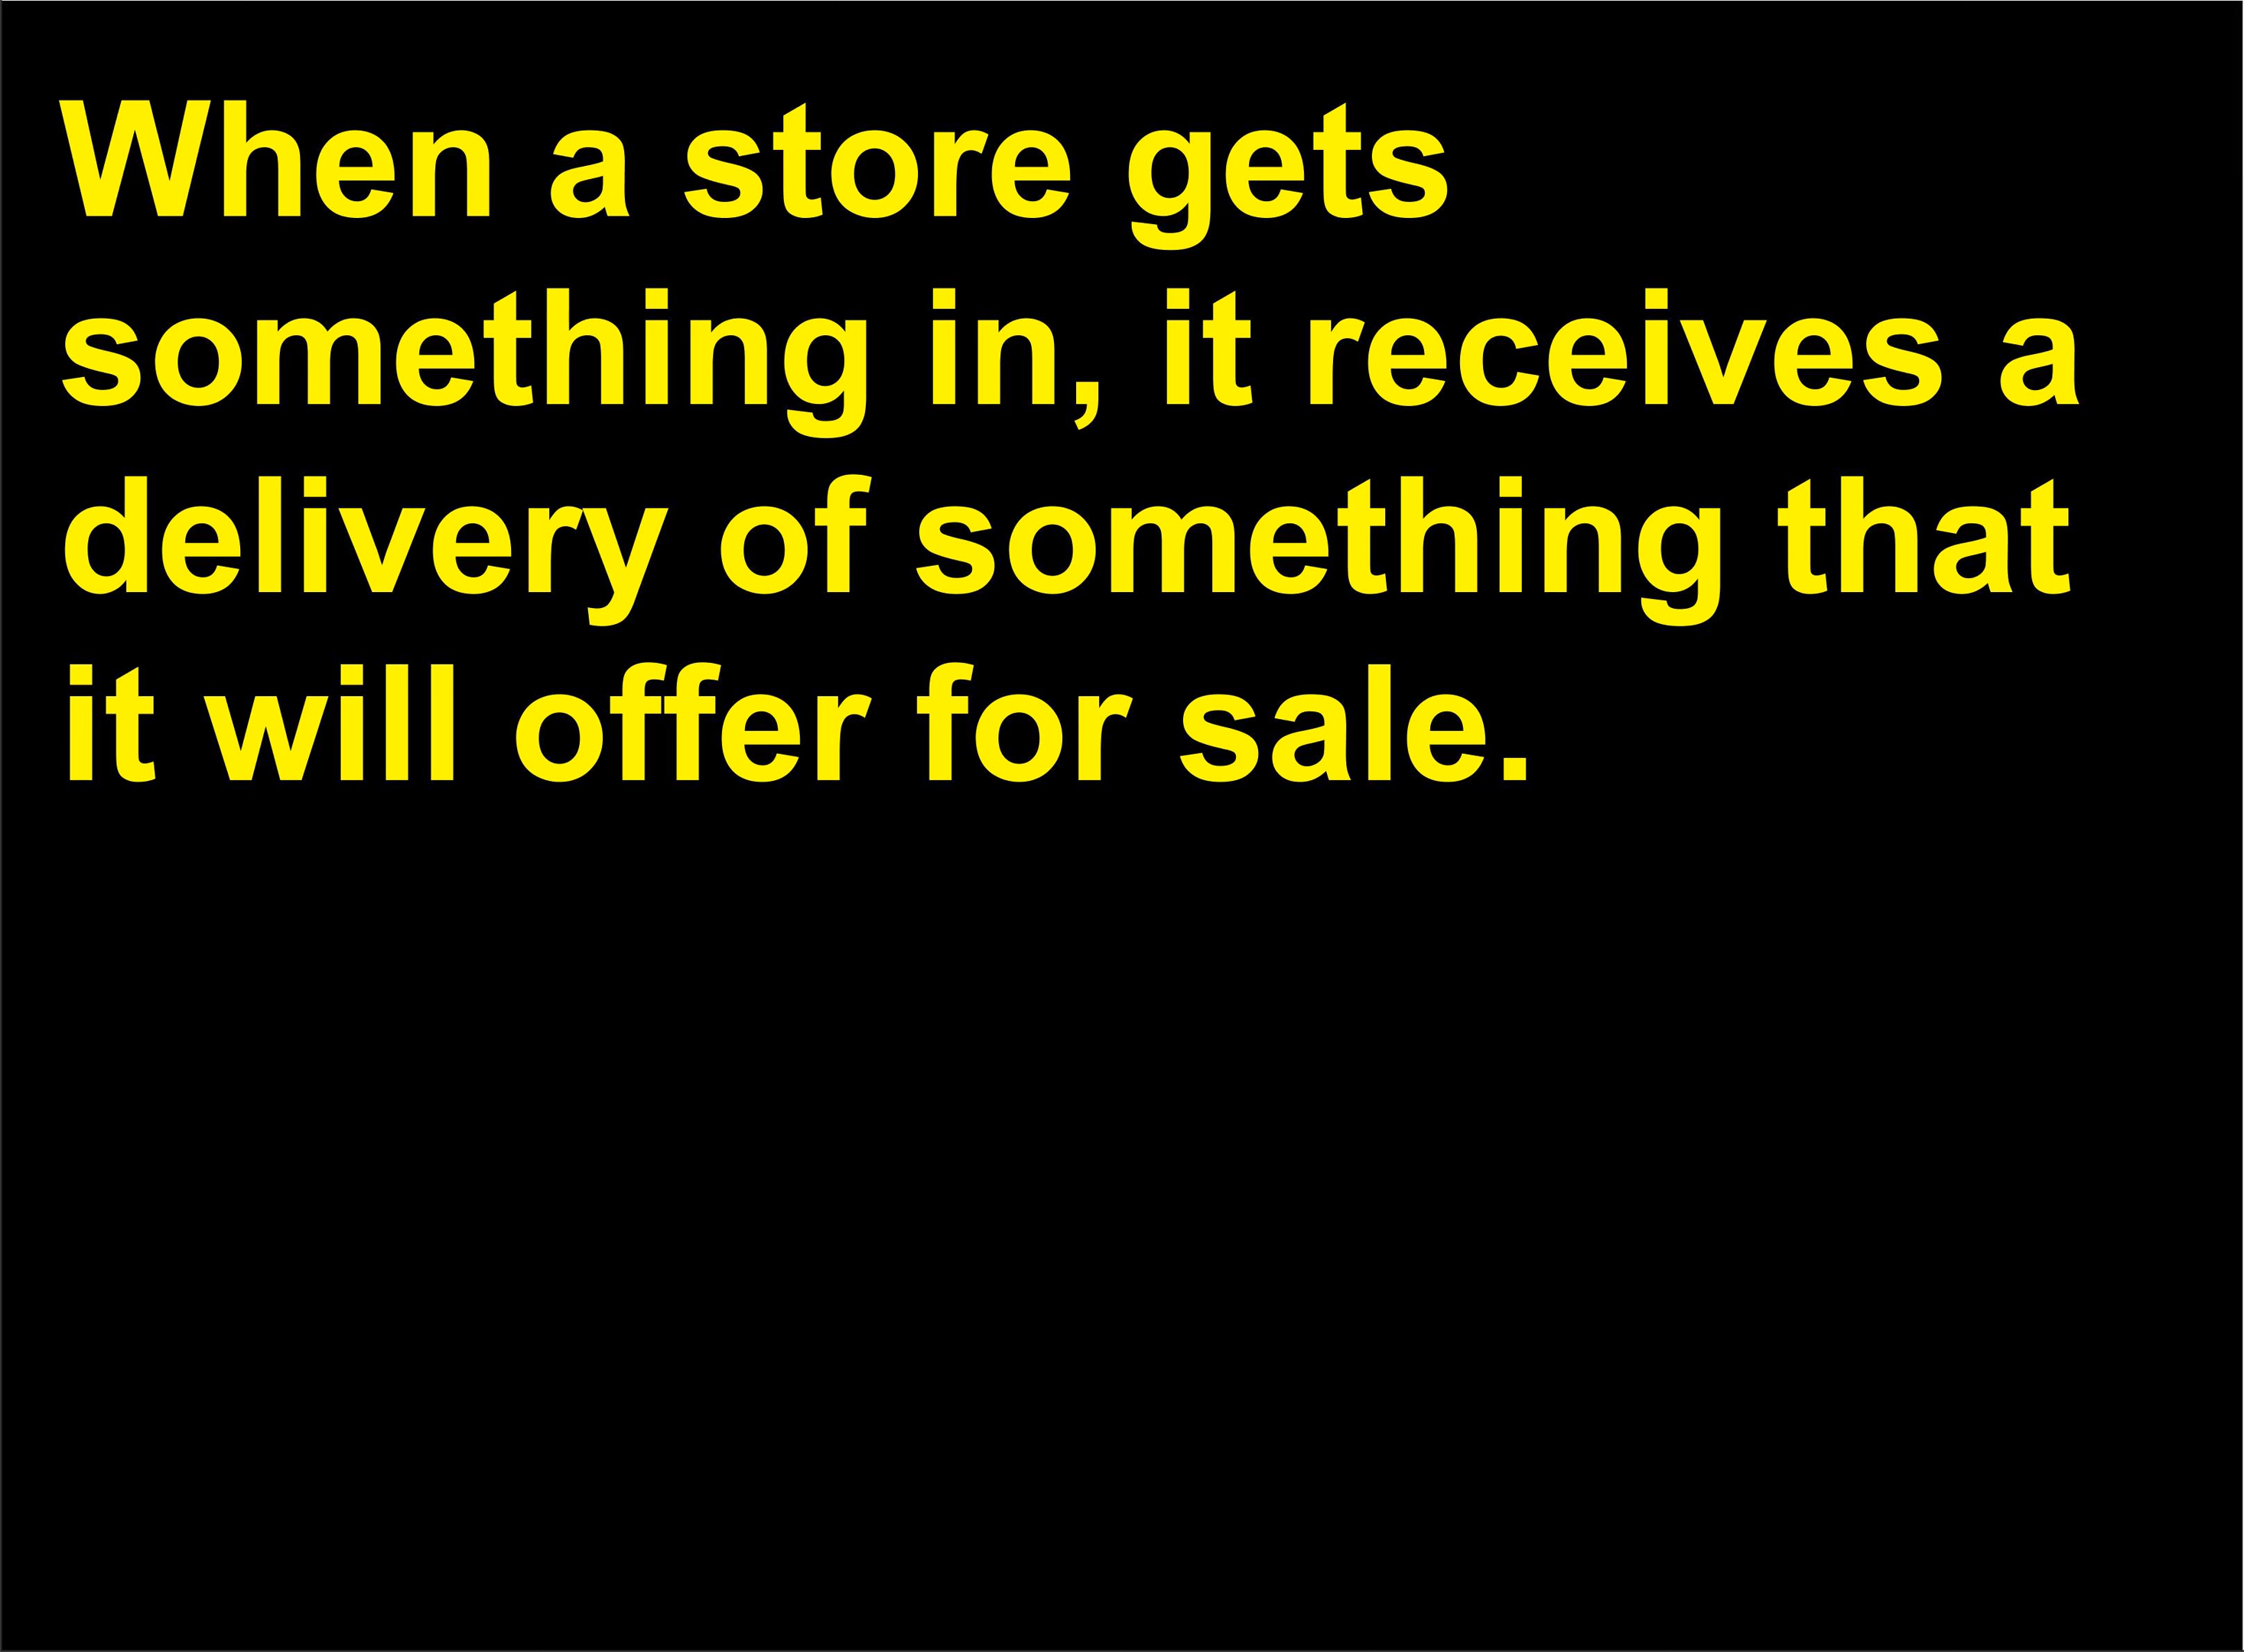 When a store gets
something in, it receives a
delivery of something that
it will offer for sale.